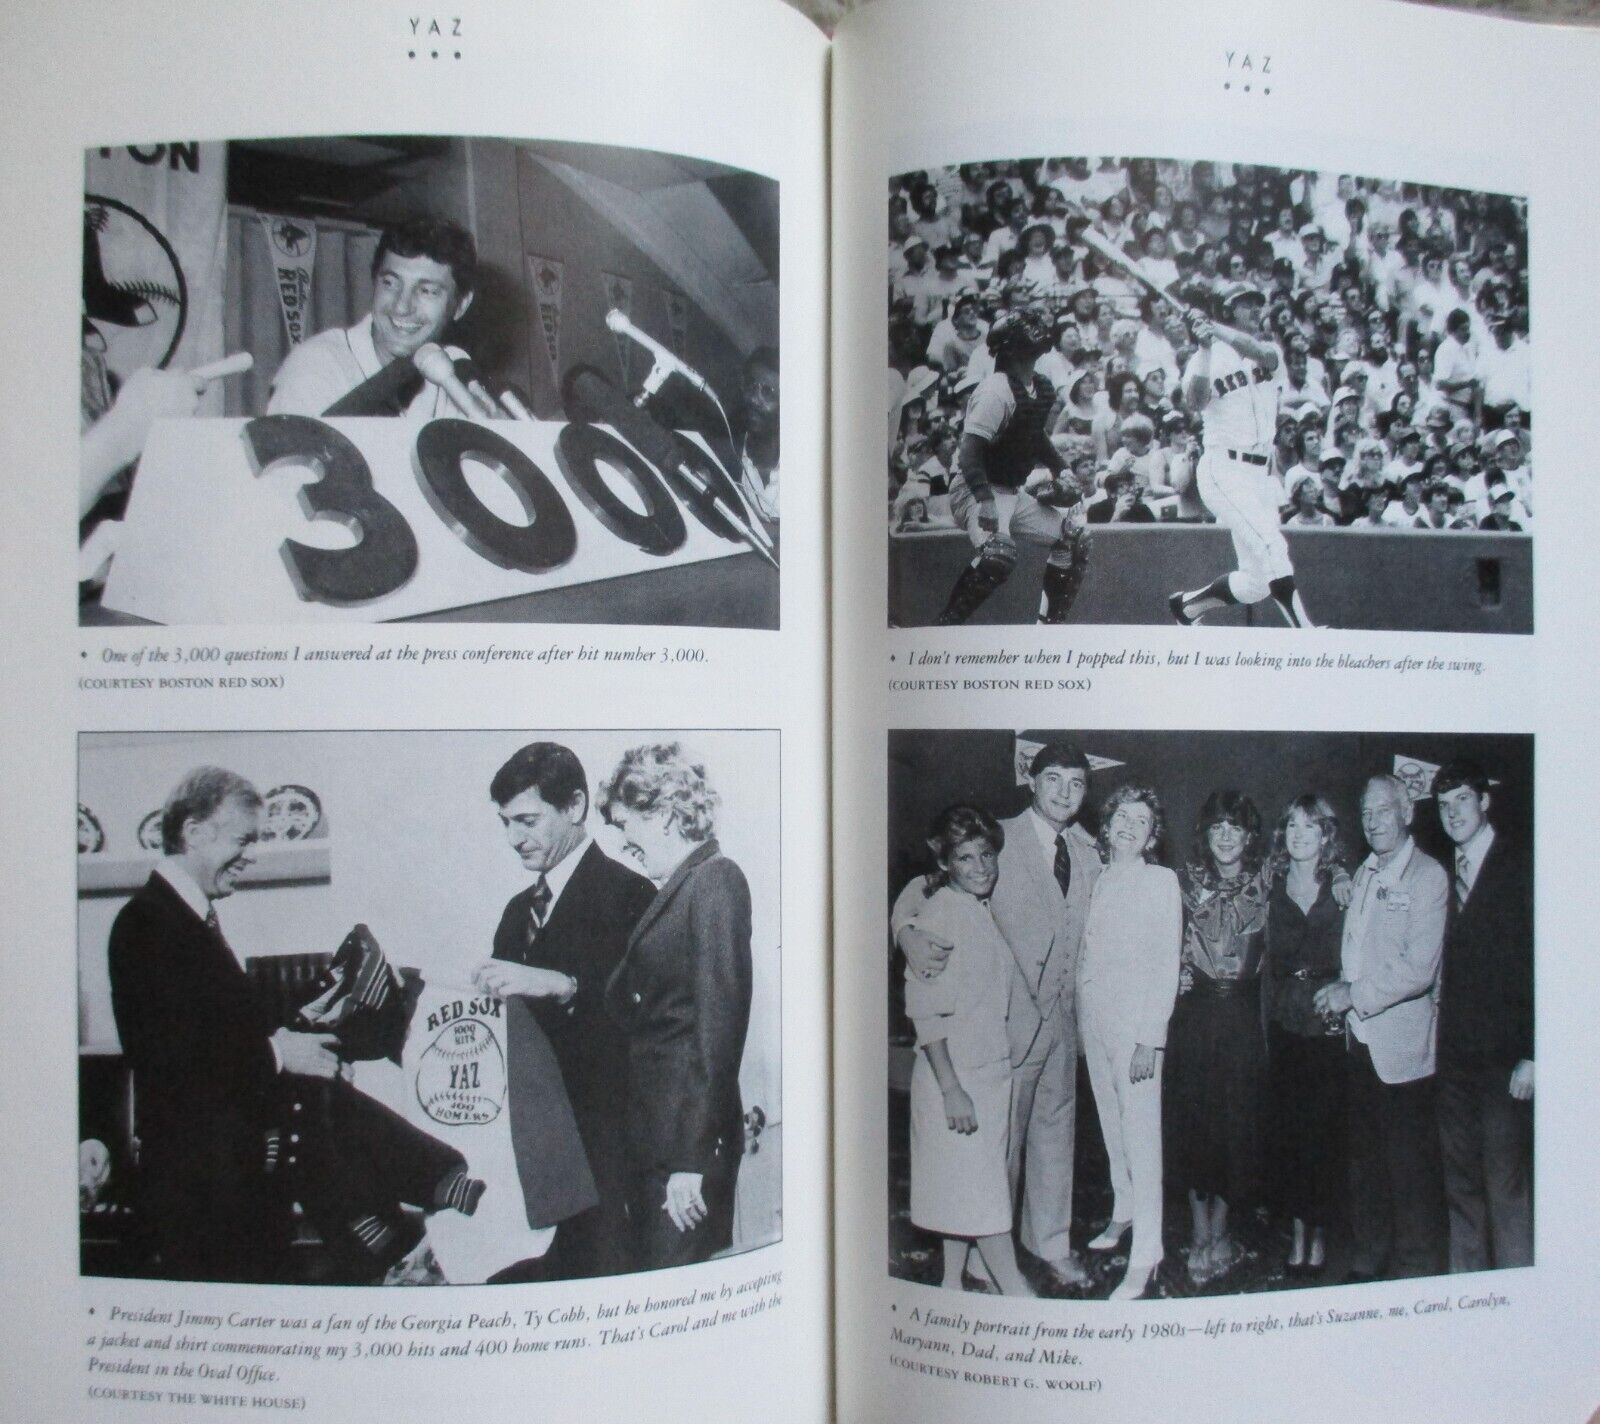 YAZ
• • •
TON
Boston
RED SOX
RED SOX
3000
• One of the 3,000 questions I answered at the press conference after hit number 3,000.
(COURTESY BOSTON RED SOX)
RED SOX
3000
HITS
YAZ
400
HOMERS
• President Jimmy Carter was a fan of the Georgia Peach, Ty Cobb, but he honored me by accepting
a jacket and shirt commemorating my 3,000 hits and 400 home runs. That's Carol and me with the
President in the Oval Office.
(COURTESY THE WHITE HOUSE)
YAZ
• • •
RED
• I don't remember when I popped this, but I was looking into the bleachers after the swing.
(COURTESY BOSTON RED SOX)
• A family portrait from the early 1980s—left to right, that's Suzanne, me, Carol, Carolyn,
Maryann, Dad, and Mike.
(COURTESY ROBERT G. WOOLF)